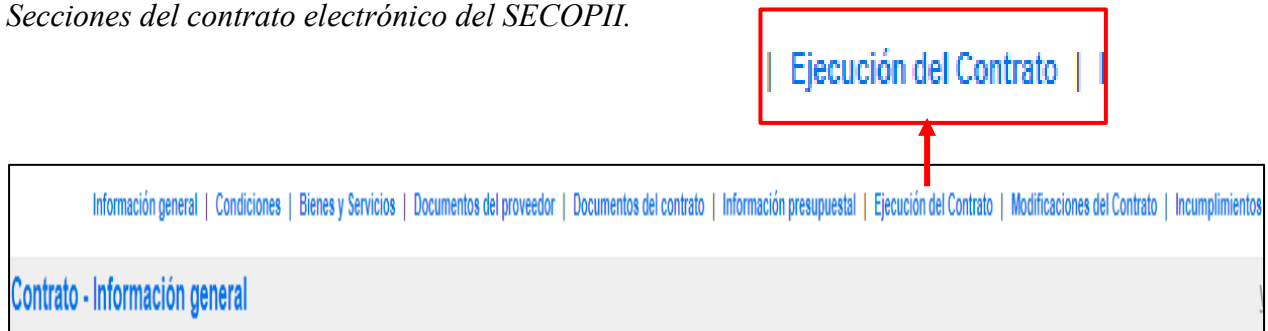 Secciones del contrato electrónico del SECOPII.
| Ejecución del Contrato |
Información general | Condiciones | Bienes y Servicios | Documentos del proveedor | Documentos del contrato | Información presupuestal | Ejecución del Contrato | Modificaciones del Contrato | Incumplimientos
Contrato - Información general